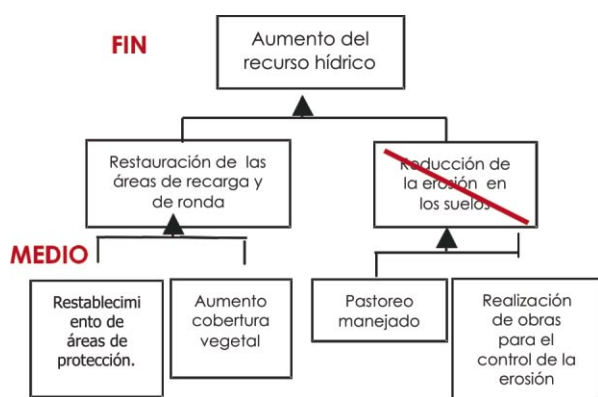 FIN
Aumento del
recurso hídrico
Restauración de las
áreas de recarga y
de ronda
Reducción de
la erosión en
los suelos
MEDIO
Restablecimi
ento de
áreas de
protección.
Aumento
cobertura
vegetal
Pastoreo
manejado
Realización
de obras
para el
control de la
erosión